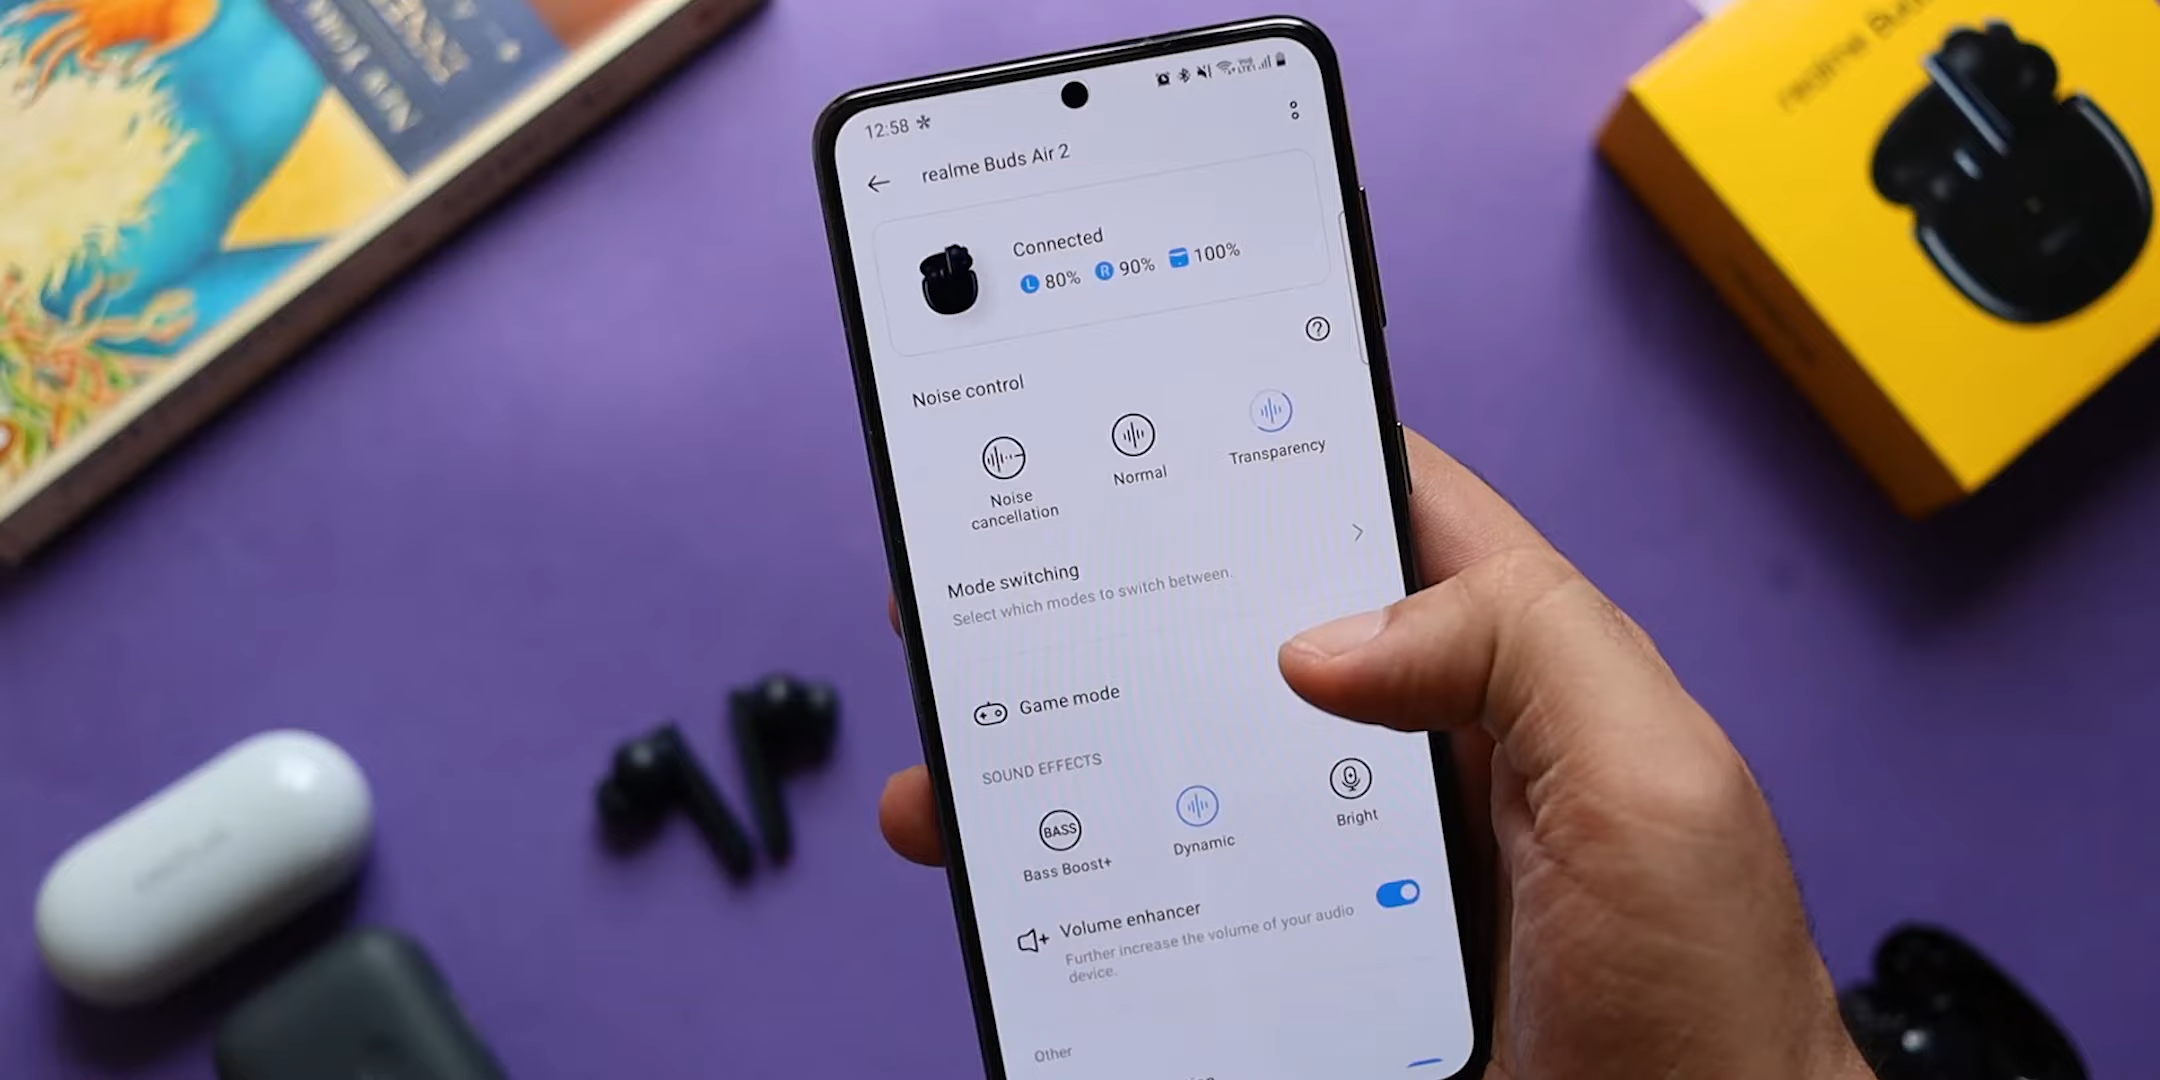 12:58
realme Buds Air 2
Connected
L 80% R 90% 100%
Noise control
?
Noise
cancellation
Normal
Transparency
Mode switching
Select which modes to switch between.
Game mode
SOUND EFFECTS
BASS
Bass Boost+
Dynamic
Bright
Volume enhancer
Further increase the volume of your audio
device.
Other
realme Buds